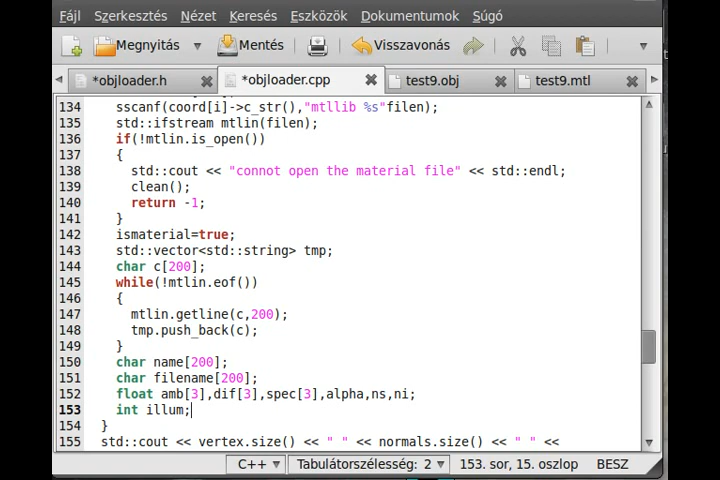 Fájl Szerkesztés Nézet Keresés Eszközök Dokumentumok Súgó
Megnyitás Mentés Visszavonás
*objloader.h *objloader.cpp test9.obj test9.mtl
134 sscanf(coord[i]->c_str(),"mtllib %s"filen);
135 std::ifstream mtlin(filen);
136 if(!mtlin.is_open())
137 {
138 std::cout << "connot open the material file" << std::endl;
139 clean();
140 return -1;
141 }
142 ismaterial=true;
143 std::vector<std::string> tmp;
144 char c[200];
145 while(!mtlin.eof())
146 {
147 mtlin.getline(c,200);
148 tmp.push_back(c);
149 }
150 char name[200];
151 char filename[200];
152 float amb[3],dif[3],spec[3],alpha,ns,ni;
153 int illum;
154 }
155 std::cout << vertex.size() << " " << normals.size() << " " <<
C++ Tabulátorszélesség: 2 153. sor, 15. oszlop BESZ